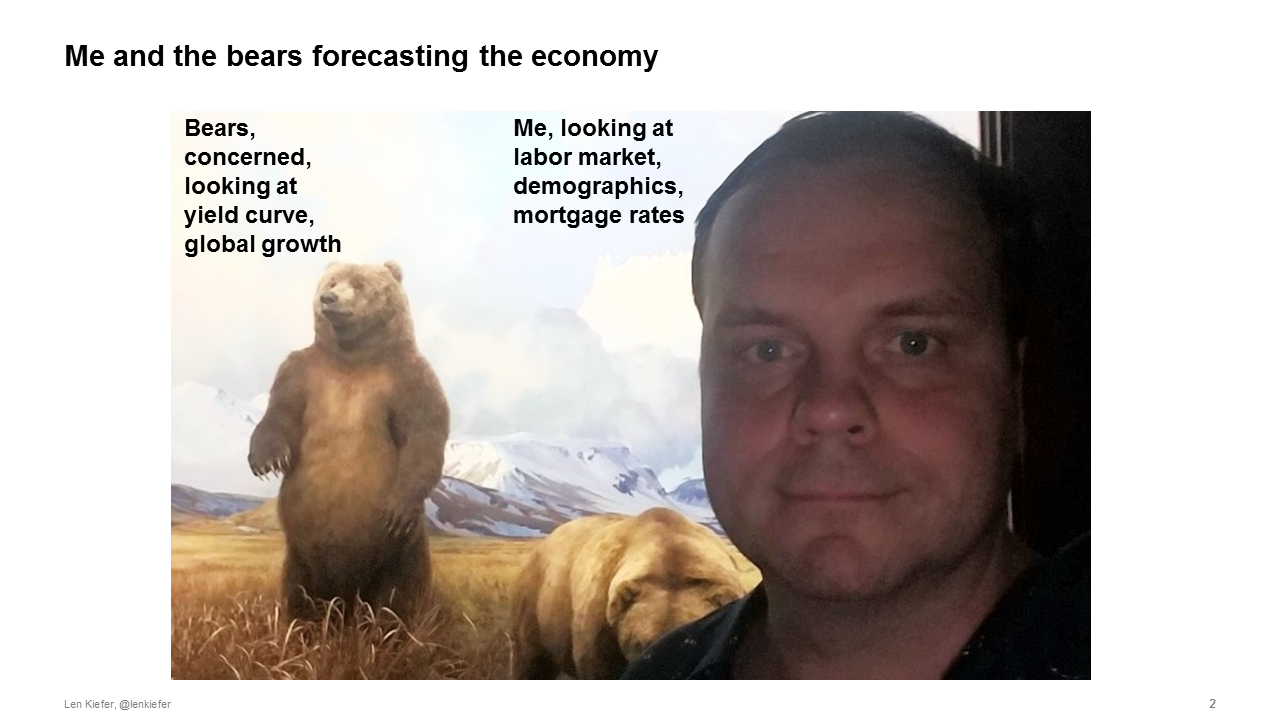 Me and the bears forecasting the economy
Bears,
concerned,
looking at
yield curve,
global growth
Me, looking at
labor market,
demographics,
mortgage rates
Len Kiefer, @lenkiefer
2